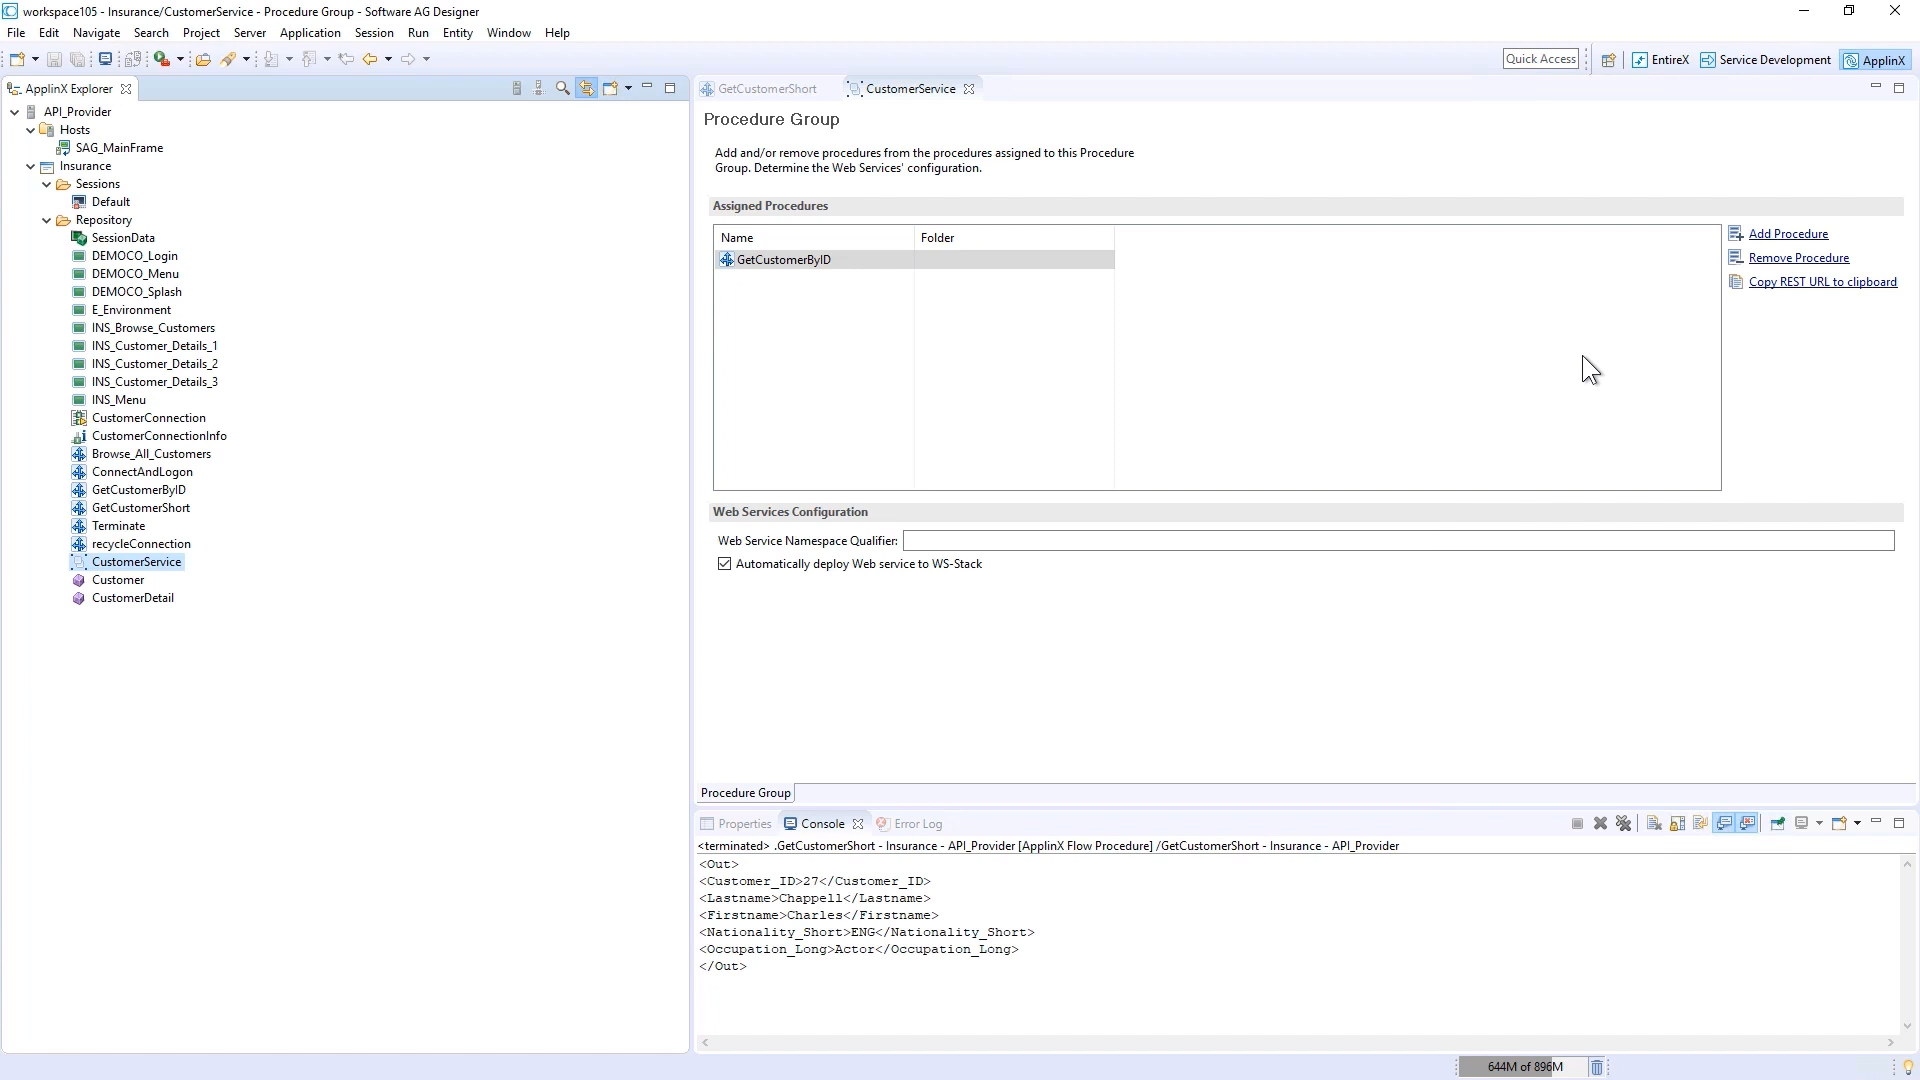 workspace105 - Insurance/CustomerService - Procedure Group - Software AG Designer
File Edit Navigate Search Project Server Application Session Run Entity Window Help
Quick Access EntireX Service Development ApplinX
ApplinX Explorer
API_Provider
Hosts
SAG_MainFrame
Insurance
Sessions
Default
Repository
SessionData
DEMOCO_Login
DEMOCO_Menu
DEMOCO_Splash
E_Environment
INS_Browse_Customers
INS_Customer_Details_1
INS_Customer_Details_2
INS_Customer_Details_3
INS_Menu
CustomerConnection
CustomerConnectionInfo
Browse_All_Customers
ConnectAndLogon
GetCustomerByID
GetCustomerShort
Terminate
recycleConnection
CustomerService
Customer
CustomerDetail
GetCustomerShort CustomerService
Procedure Group
Add and/or remove procedures from the procedures assigned to this Procedure
Group. Determine the Web Services' configuration.
Assigned Procedures
Name Folder
GetCustomerByID
Add Procedure
Remove Procedure
Copy REST URL to clipboard
Web Services Configuration
Web Service Namespace Qualifier:
Automatically deploy Web service to WS-Stack
Procedure Group
Properties Console Error Log
<terminated> .GetCustomerShort - Insurance - API_Provider [ApplinX Flow Procedure] /GetCustomerShort - Insurance - API_Provider
<Out>
<Customer_ID>27</Customer_ID>
<Lastname>Chappell</Lastname>
<Firstname>Charles</Firstname>
<Nationality_Short>ENG</Nationality_Short>
<Occupation_Long>Actor</Occupation_Long>
</Out>
644M of 896M